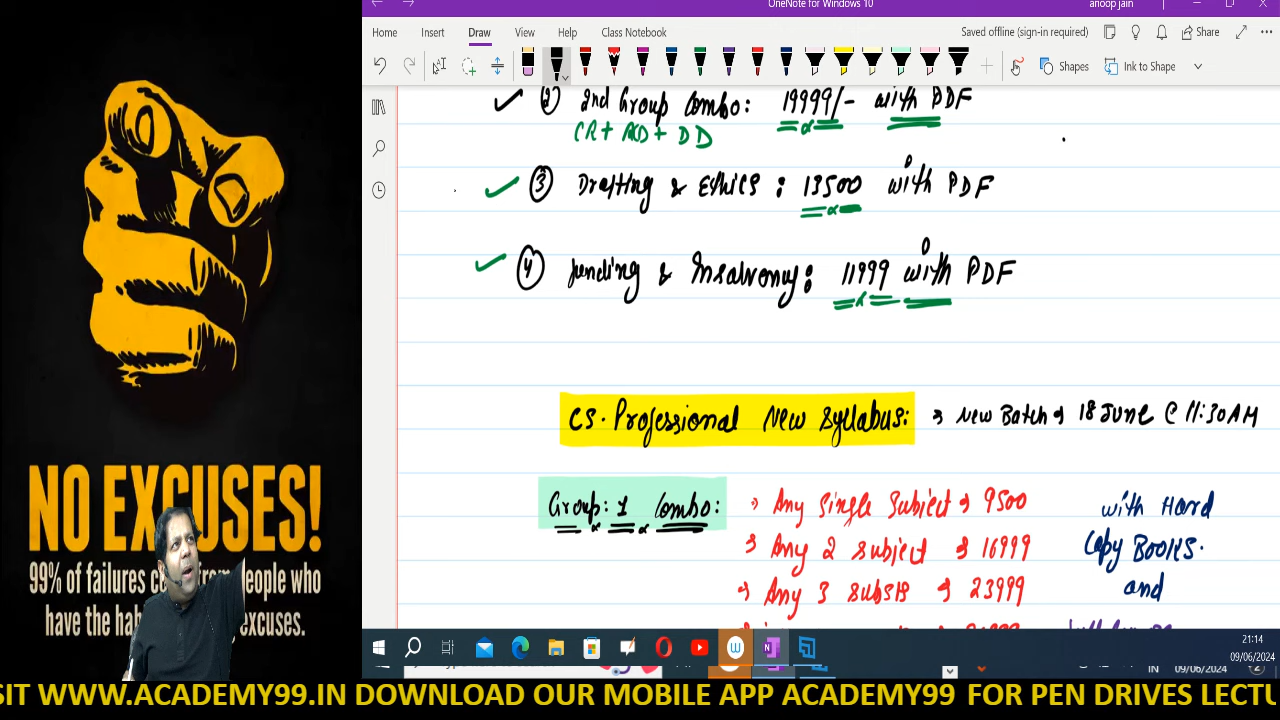 OneNote for Windows 10
anoop jain
Home Insert Draw View Help Class Notebook
Saved offline (sign-in required)
Share
Shapes
Ink to Shape
② 2nd Group Combo: 19999/- with PDF
CR+ ACD+ DD
③ Drafting & Ethics : 13500 with PDF
④ funding & Insolvency: 11999 with PDF
CS. Professional New Syllabus:
New Batch 18 June @ 11:30AM
Group: 1 Combo:
Any Single Subject 9500
Any 2 subject 16999
Any 3 23999
with Hard
Copy Books.
and
NO EXCUSES!
99% of failures people who
have the excuses.
21:14
09/06/2024
IN 09/06/2024
SIT WWW.ACADEMY99.IN DOWNLOAD OUR MOBILE APP ACADEMY99 FOR PEN DRIVES LECTU